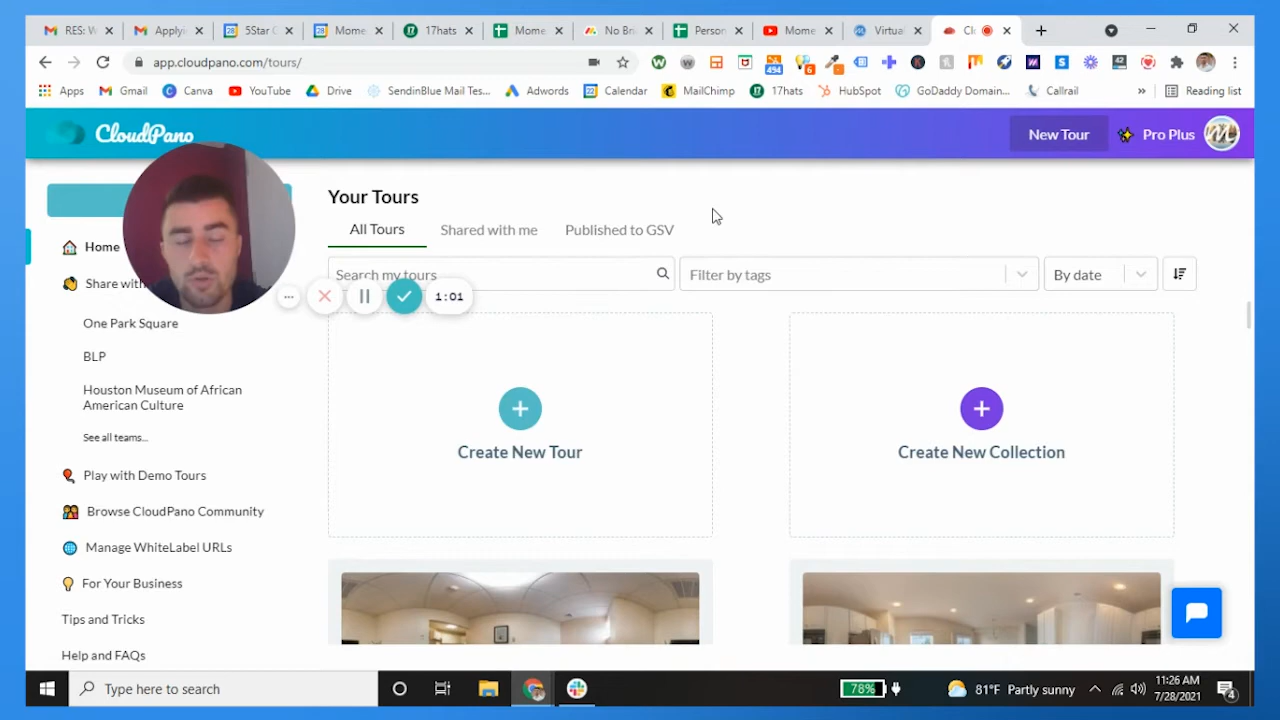 RES: W
Applyi
5Star C
Mome
17hats
Mome
No Bri
Person
Mome
Virtual
Clo
app.cloudpano.com/tours/
494
6
42
Apps
Gmail
Canva
YouTube
Drive
SendinBlue Mail Tes...
Adwords
Calendar
MailChimp
17hats
HubSpot
GoDaddy Domain...
Callrail
»
Reading list
CloudPano
New Tour
Pro Plus
Your Tours
All Tours
Shared with me
Published to GSV
Home
Search my tours
Filter by tags
By date
Share with
1:01
One Park Square
BLP
Houston Museum of African
American Culture
See all teams...
Create New Tour
Create New Collection
Play with Demo Tours
Browse CloudPano Community
Manage WhiteLabel URLs
For Your Business
Tips and Tricks
Help and FAQs
Type here to search
78%
81°F Partly sunny
11:26 AM
7/28/2021
4